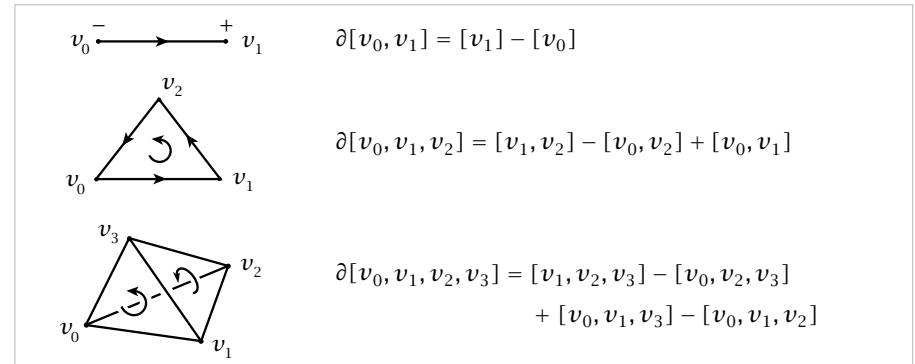 − +
v₀ v₁ ∂[v₀, v₁] = [v₁] − [v₀]
v₂
∂[v₀, v₁, v₂] = [v₁, v₂] − [v₀, v₂] + [v₀, v₁]
v₀ v₁
v₃
v₂ ∂[v₀, v₁, v₂, v₃] = [v₁, v₂, v₃] − [v₀, v₂, v₃]
+ [v₀, v₁, v₃] − [v₀, v₁, v₂]
v₀
v₁